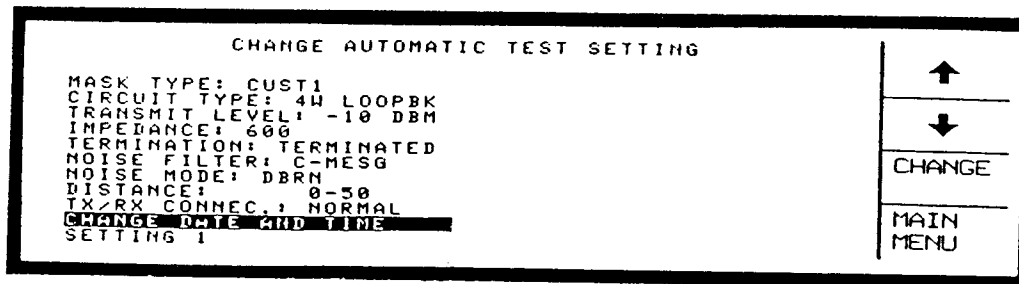 CHANGE AUTOMATIC TEST SETTING
MASK TYPE: CUST1
CIRCUIT TYPE: 4W LOOPBK
TRANSMIT LEVEL: -10 DBM
IMPEDANCE: 600
TERMINATION: TERMINATED
NOISE FILTER: C-MESG
NOISE MODE: DBRN
DISTANCE: 0-50
TX/RX CONNEC.: NORMAL
CHANGE DATE AND TIME
SETTING 1
CHANGE
MAIN
MENU